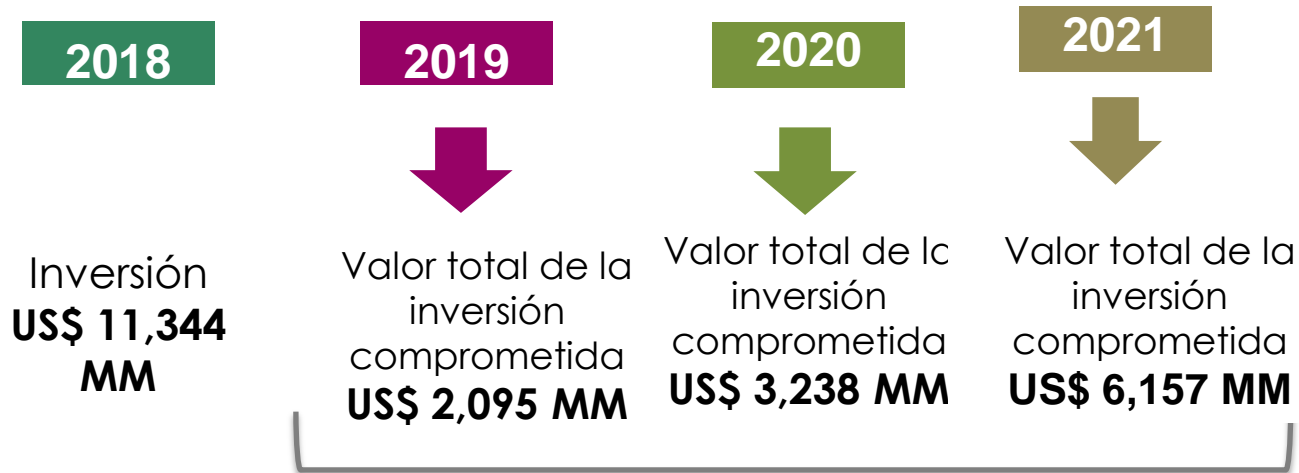 2018
2019
2020
2021
Inversión
US$ 11,344
MM
Valor total de la
inversión
comprometida
US$ 2,095 MM
Valor total de la
inversión
comprometida
US$ 3,238 MM
Valor total de la
inversión
comprometida
US$ 6,157 MM